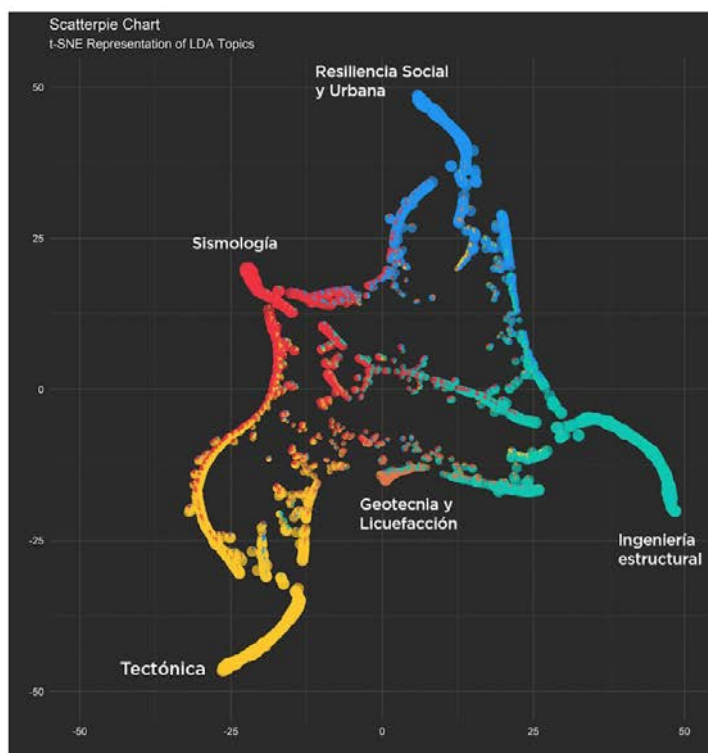 Scatterpie Chart
t-SNE Representation of LDA Topics
Resiliencia Social
y Urbana
50
25
Sismología
0
Geotecnia y
Licuefacción
-25
Ingeniería
estructural
Tectónica
-50
-50
-25
0
25
50